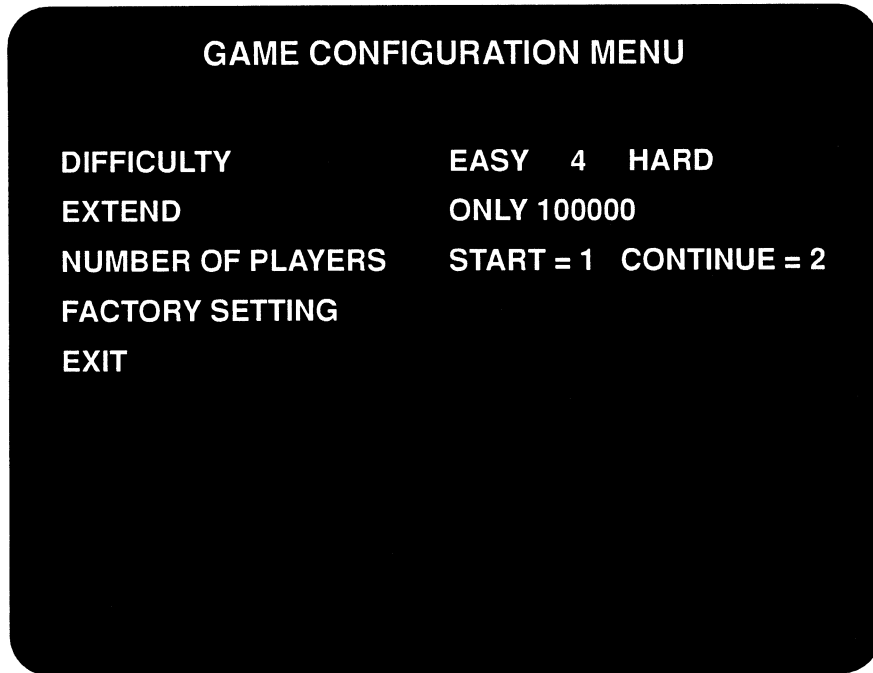 GAME CONFIGURATION MENU
DIFFICULTY EASY 4 HARD
EXTEND ONLY 100000
NUMBER OF PLAYERS START = 1 CONTINUE = 2
FACTORY SETTING
EXIT